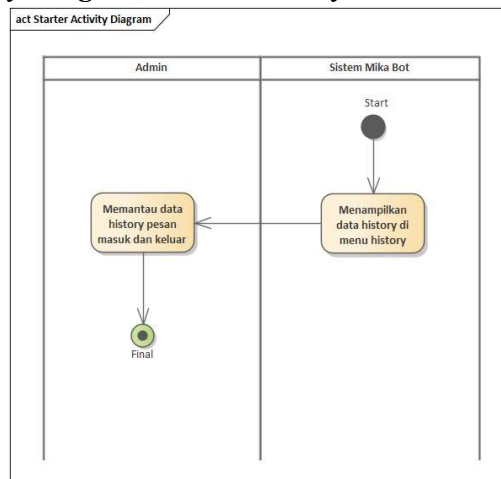 act Starter Activity Diagram
Admin
Sistem Mika Bot
Start
Memantau data
history pesan
masuk dan keluar
Menampilkan
data history di
menu history
Final